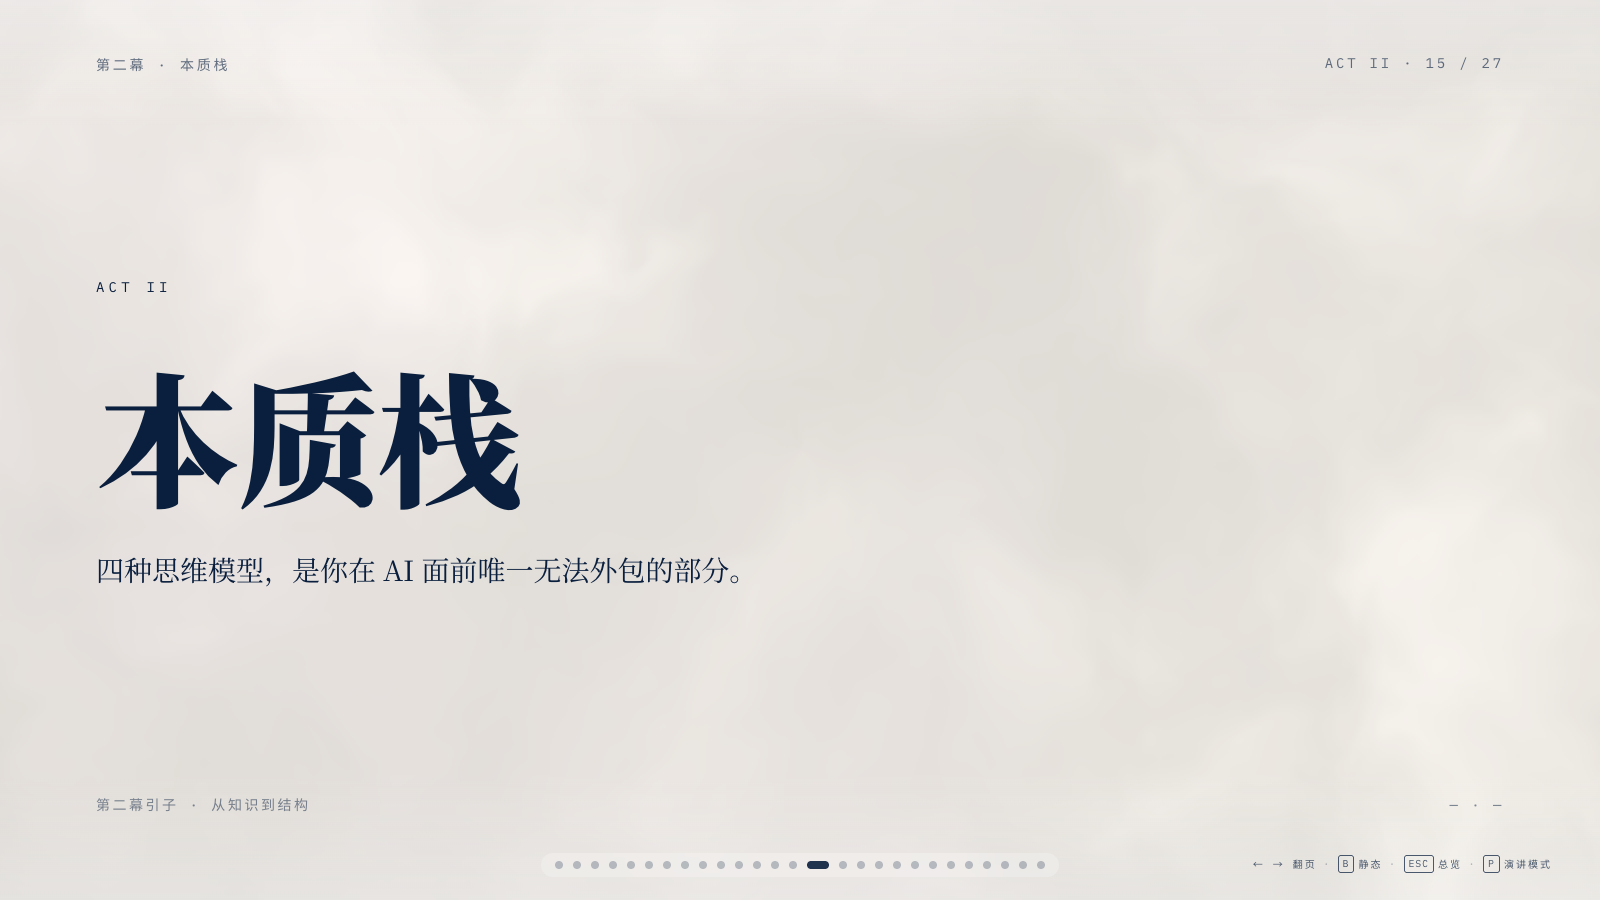 第二幕 · 本质栈
ACT II · 15 / 27
ACT II
本质栈
四种思维模型，是你在 AI 面前唯一无法外包的部分。
第二幕引子 · 从知识到结构
— · —
← → 翻页 · B 静态 · ESC 总览 · P 演讲模式